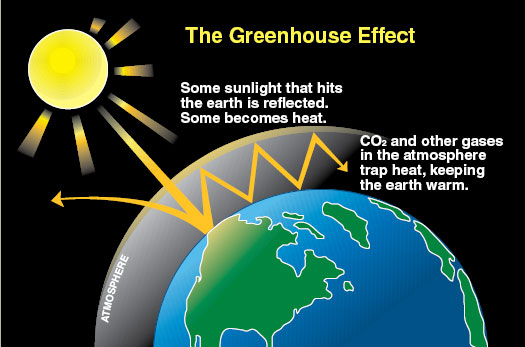 The Greenhouse Effect
Some sunlight that hits
the earth is reflected.
Some becomes heat.
CO₂ and other gases
in the atmosphere
trap heat, keeping
the earth warm.
ATMOSPHERE